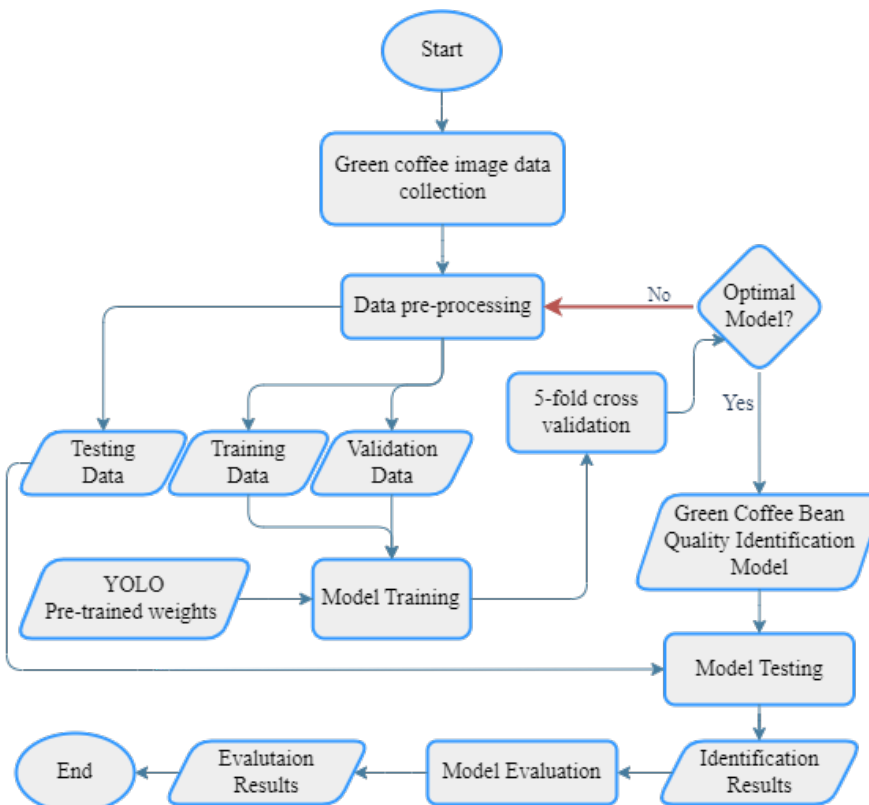 Start
Green coffee image data
collection
Data pre-processing
No
Optimal
Model?
5-fold cross
validation
Yes
Testing
Data
Training
Data
Validation
Data
Green Coffee Bean
Quality Identification
Model
YOLO
Pre-trained weights
Model Training
Model Testing
End
Evalutaion
Results
Model Evaluation
Identification
Results